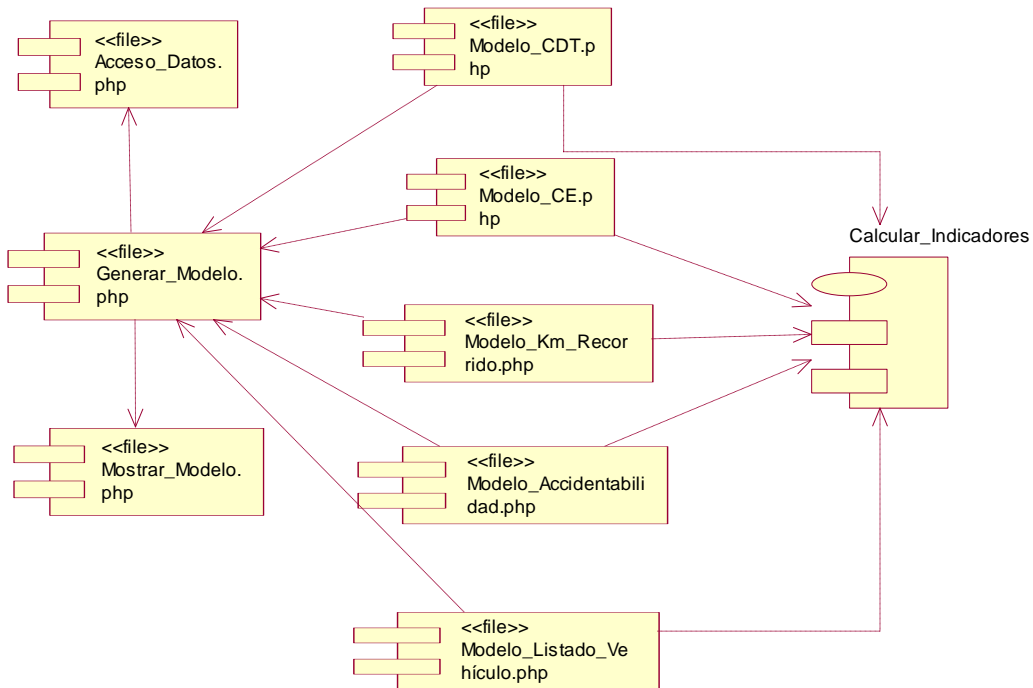 <<file>>
Acceso_Datos.
php
<<file>>
Modelo_CDT.p
hp
<<file>>
Modelo_CE.p
hp
Calcular_Indicadores
<<file>>
Generar_Modelo.
php
<<file>>
Modelo_Km_Recor
rido.php
<<file>>
Mostrar_Modelo.
php
<<file>>
Modelo_Accidentabili
dad.php
<<file>>
Modelo_Listado_Ve
hículo.php